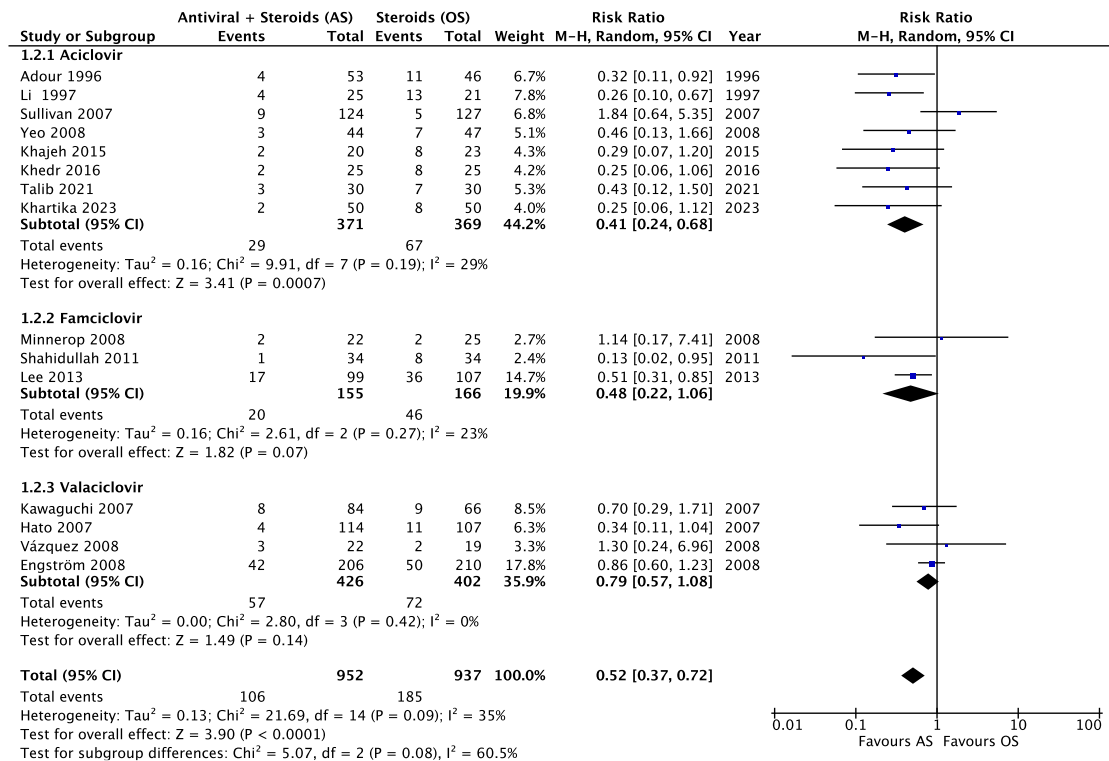 Antiviral + Steroids (AS) Steroids (OS) Risk Ratio Risk Ratio
Study or Subgroup Events Total Events Total Weight M-H, Random, 95% CI Year M-H, Random, 95% CI
1.2.1 Aciclovir
Adour 1996 4 53 11 46 6.7% 0.32 [0.11, 0.92] 1996
Li 1997 4 25 13 21 7.8% 0.26 [0.10, 0.67] 1997
Sullivan 2007 9 124 5 127 6.8% 1.84 [0.64, 5.35] 2007
Yeo 2008 3 44 7 47 5.1% 0.46 [0.13, 1.66] 2008
Khajeh 2015 2 20 8 23 4.3% 0.29 [0.07, 1.20] 2015
Khedr 2016 2 25 8 25 4.2% 0.25 [0.06, 1.06] 2016
Talib 2021 3 30 7 30 5.3% 0.43 [0.12, 1.50] 2021
Khartika 2023 2 50 8 50 4.0% 0.25 [0.06, 1.12] 2023
Subtotal (95% CI) 371 369 44.2% 0.41 [0.24, 0.68]
Total events 29 67
Heterogeneity: Tau² = 0.16; Chi² = 9.91, df = 7 (P = 0.19); I² = 29%
Test for overall effect: Z = 3.41 (P = 0.0007)
1.2.2 Famciclovir
Minnerop 2008 2 22 2 25 2.7% 1.14 [0.17, 7.41] 2008
Shahidullah 2011 1 34 8 34 2.4% 0.13 [0.02, 0.95] 2011
Lee 2013 17 99 36 107 14.7% 0.51 [0.31, 0.85] 2013
Subtotal (95% CI) 155 166 19.9% 0.48 [0.22, 1.06]
Total events 20 46
Heterogeneity: Tau² = 0.16; Chi² = 2.61, df = 2 (P = 0.27); I² = 23%
Test for overall effect: Z = 1.82 (P = 0.07)
1.2.3 Valaciclovir
Kawaguchi 2007 8 84 9 66 8.5% 0.70 [0.29, 1.71] 2007
Hato 2007 4 114 11 107 6.3% 0.34 [0.11, 1.04] 2007
Vázquez 2008 3 22 2 19 3.3% 1.30 [0.24, 6.96] 2008
Engström 2008 42 206 50 210 17.8% 0.86 [0.60, 1.23] 2008
Subtotal (95% CI) 426 402 35.9% 0.79 [0.57, 1.08]
Total events 57 72
Heterogeneity: Tau² = 0.00; Chi² = 2.80, df = 3 (P = 0.42); I² = 0%
Test for overall effect: Z = 1.49 (P = 0.14)
Total (95% CI) 952 937 100.0% 0.52 [0.37, 0.72]
Total events 106 185
Heterogeneity: Tau² = 0.13; Chi² = 21.69, df = 14 (P = 0.09); I² = 35%
Test for overall effect: Z = 3.90 (P < 0.0001)
Test for subgroup differences: Chi² = 5.07, df = 2 (P = 0.08), I² = 60.5%
0.01 0.1 1 10 100
Favours AS Favours OS